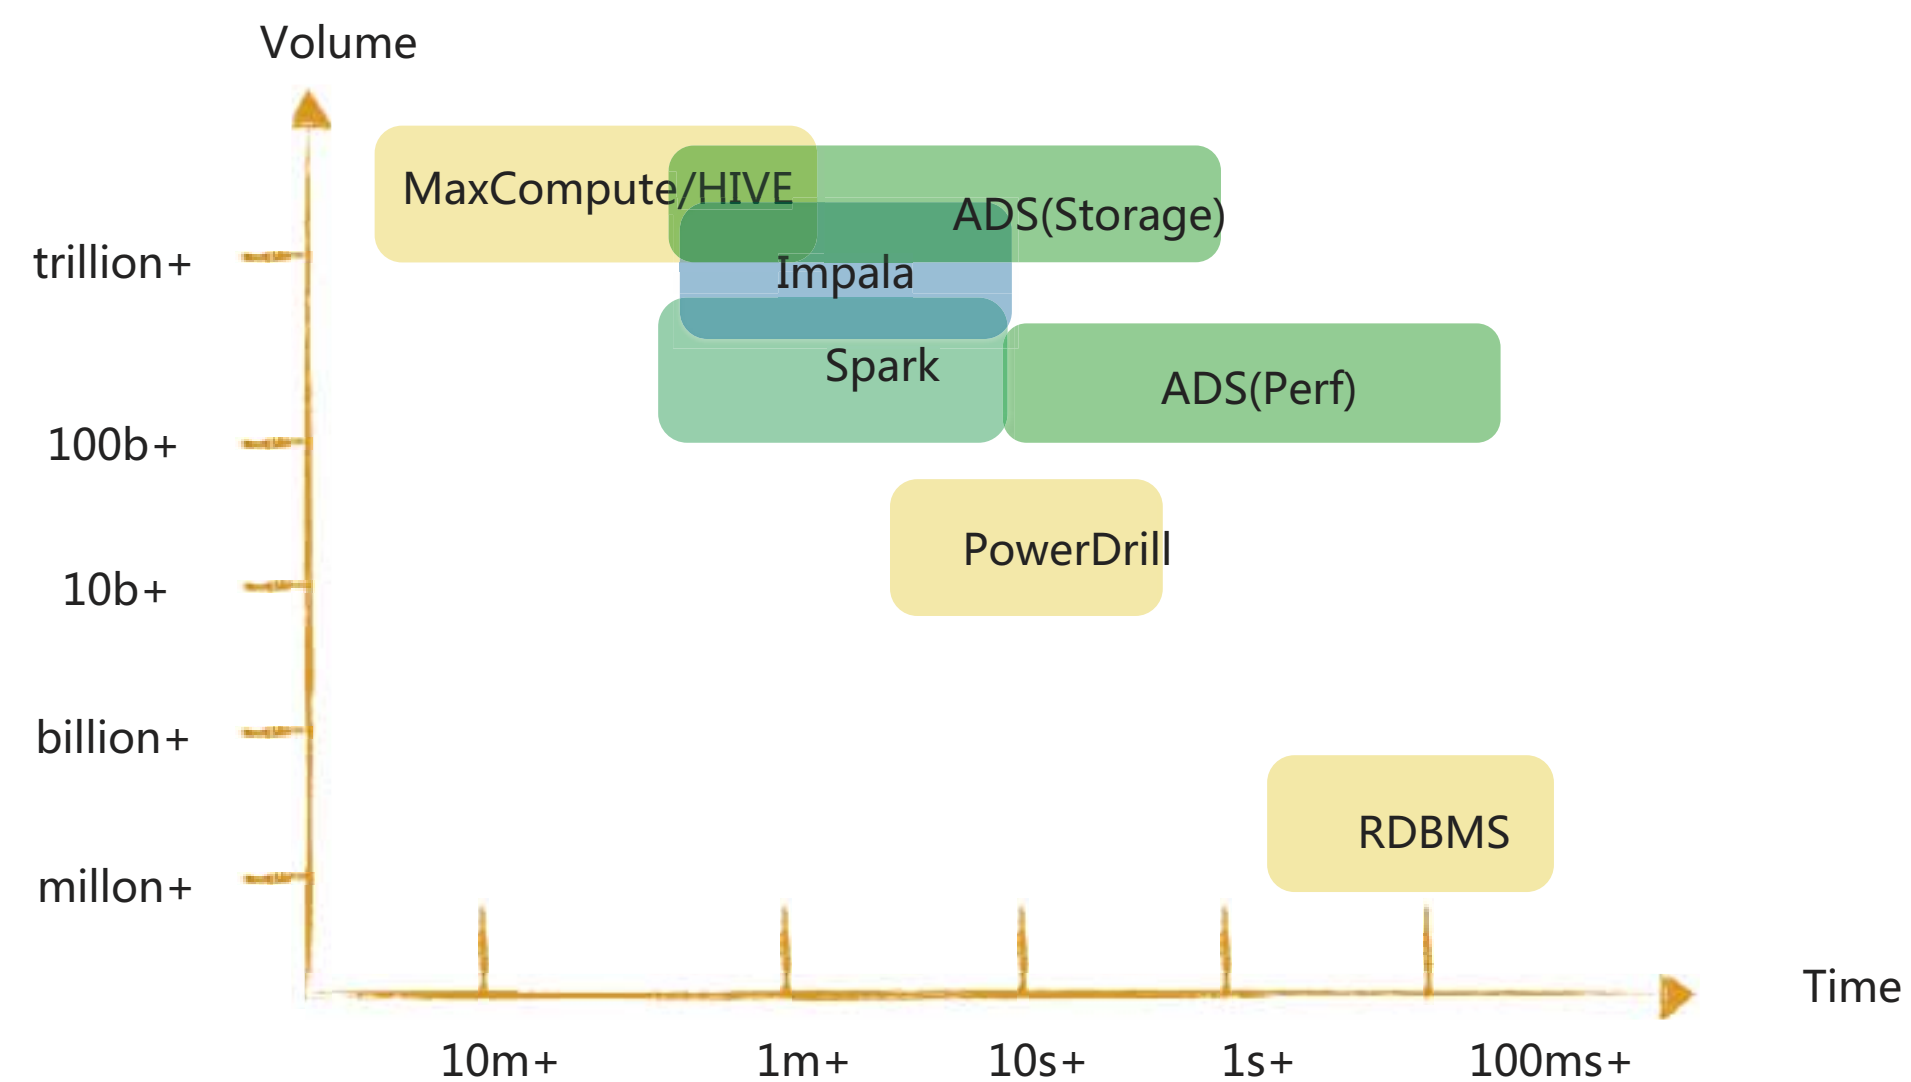 Volume
MaxCompute/HIVE
ADS(Storage)
trillion+
Impala
Spark
ADS(Perf)
100b+
PowerDrill
10b+
billion+
RDBMS
millon+
Time
10m+
1m+
10s+
1s+
100ms+